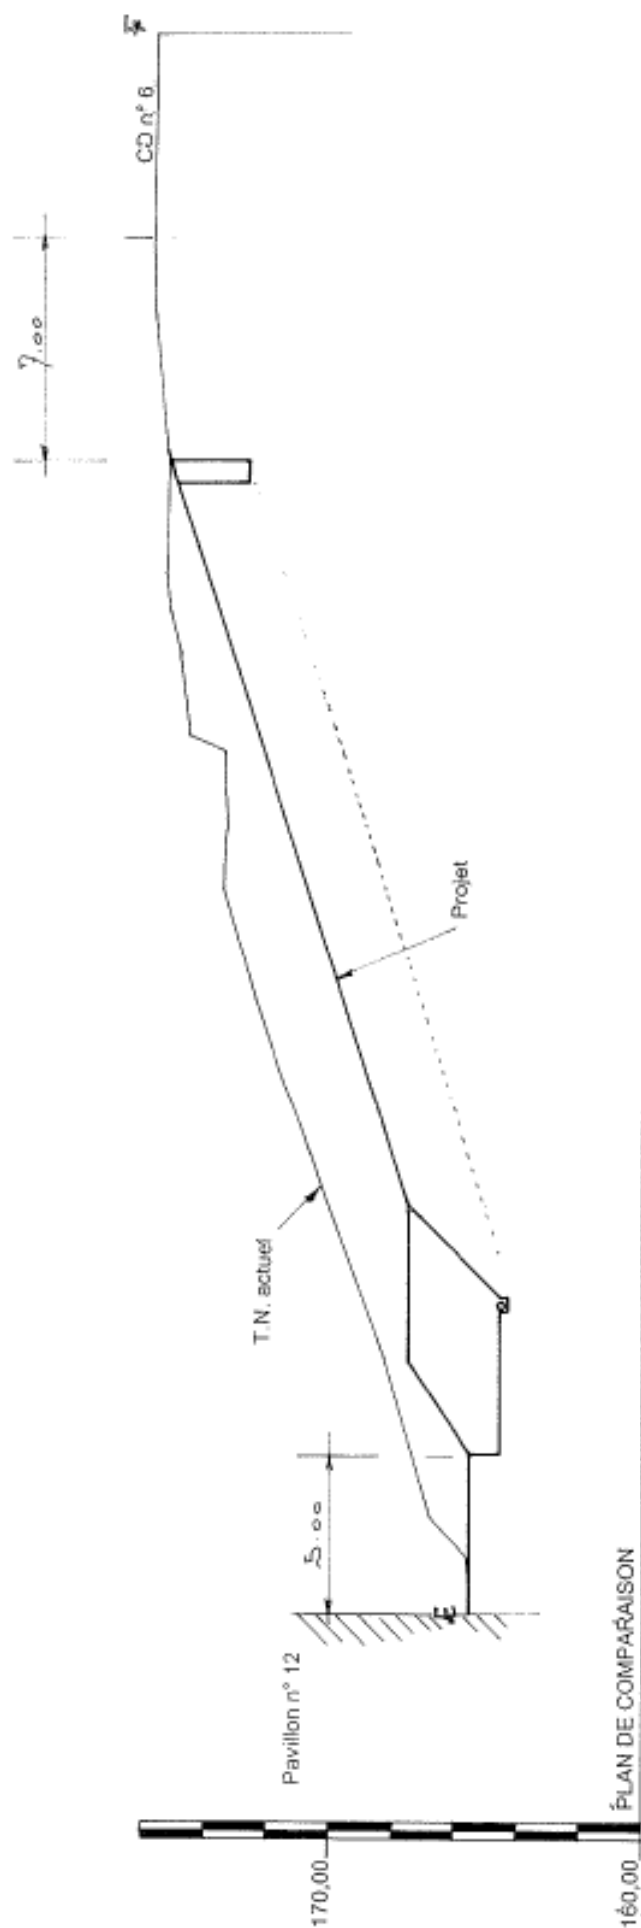 7.00
CD n° 6
Projet
T.N. actuel
5.00
Pavillon n° 12
PLAN DE COMPARAISON
170,00
160,00